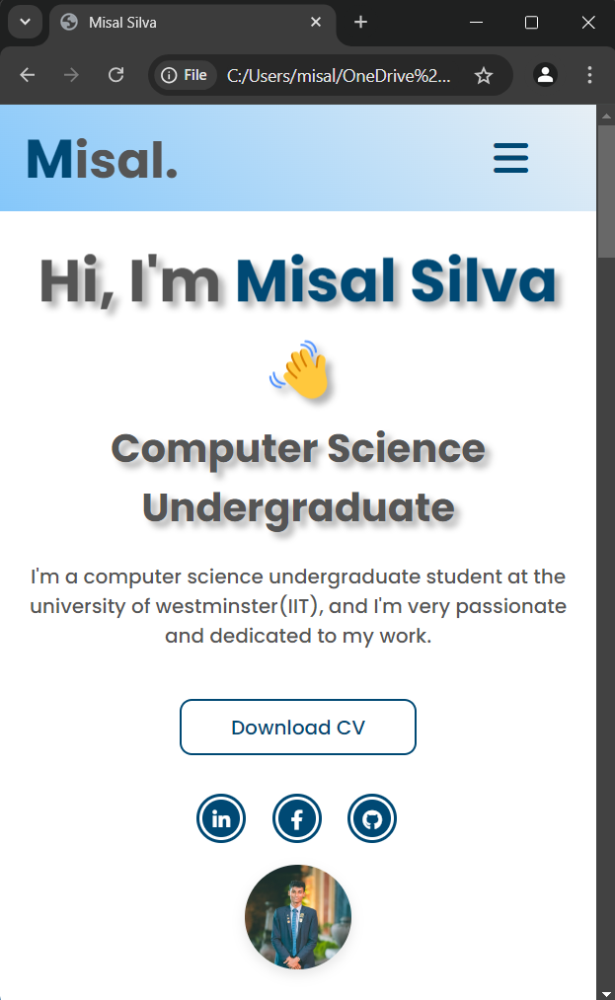 Misal Silva
File
C:/Users/misal/OneDrive%2...
Misal.
Hi, I'm Misal Silva
Computer Science
Undergraduate
I'm a computer science undergraduate student at the
university of westminster(IIT), and I'm very passionate
and dedicated to my work.
Download CV
in
f